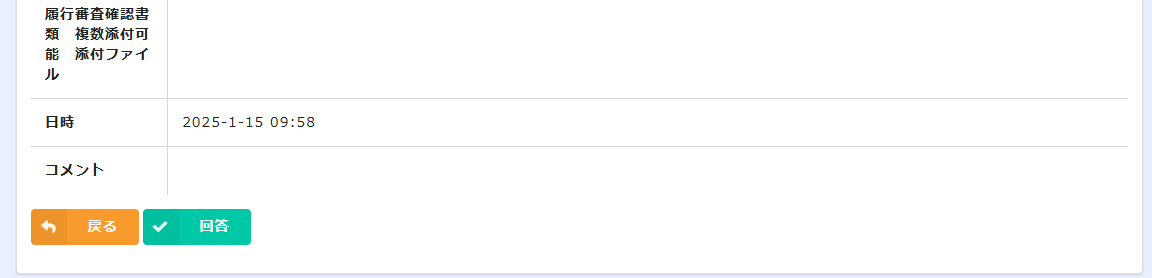 履行審査確認書
類　複数添付可
能　添付ファイ
ル
日時
2025-1-15 09:58
コメント
戻る
回答